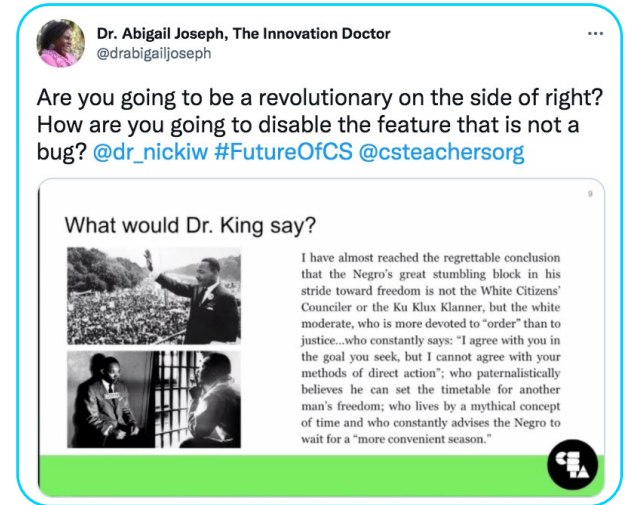 Dr. Abigail Joseph, The Innovation Doctor
@drabigailjoseph
Are you going to be a revolutionary on the side of right?
How are you going to disable the feature that is not a
bug? @dr_nickiw #FutureOfCS @csteachersorg
9
What would Dr. King say?
I have almost reached the regrettable conclusion
that the Negro's great stumbling block in his
stride toward freedom is not the White Citizens'
Counciler or the Ku Klux Klanner, but the white
moderate, who is more devoted to "order" than to
justice...who constantly says: "I agree with you in
the goal you seek, but I cannot agree with your
methods of direct action"; who paternalistically
believes he can set the timetable for another
man's freedom; who lives by a mythical concept
of time and who constantly advises the Negro to
wait for a "more convenient season."
CSTA